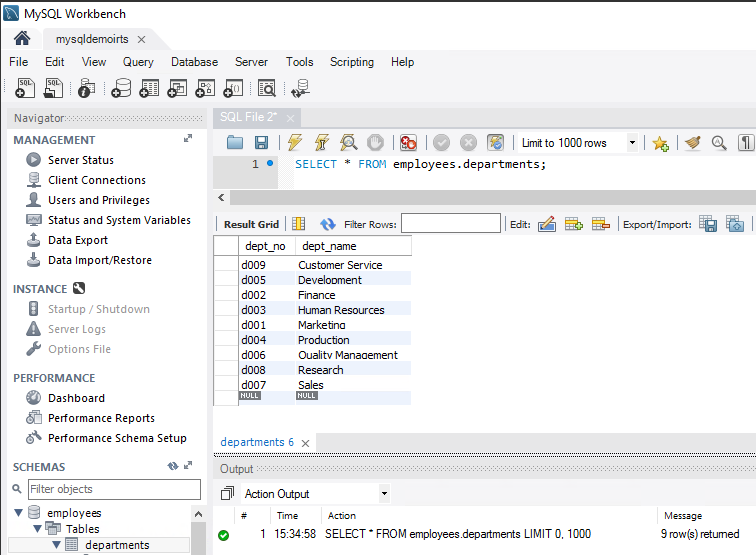 MySQL Workbench
mysqldemoirts
File Edit View Query Database Server Tools Scripting Help
SQL SQL
Navigator
MANAGEMENT
Server Status
Client Connections
Users and Privileges
Status and System Variables
Data Export
Data Import/Restore
INSTANCE
Startup / Shutdown
Server Logs
Options File
PERFORMANCE
Dashboard
Performance Reports
Performance Schema Setup
SCHEMAS
Filter objects
employees
Tables
departments
SQL File 2*
Limit to 1000 rows
1 SELECT * FROM employees.departments;
Result Grid Filter Rows: Edit: Export/Import:
dept_no dept_name
d009 Customer Service
d005 Development
d002 Finance
d003 Human Resources
d001 Marketing
d004 Production
d006 Quality Management
d008 Research
d007 Sales
NULL NULL
departments 6
Output
Action Output
# Time Action Message
1 15:34:58 SELECT * FROM employees.departments LIMIT 0, 1000 9 row(s) returned